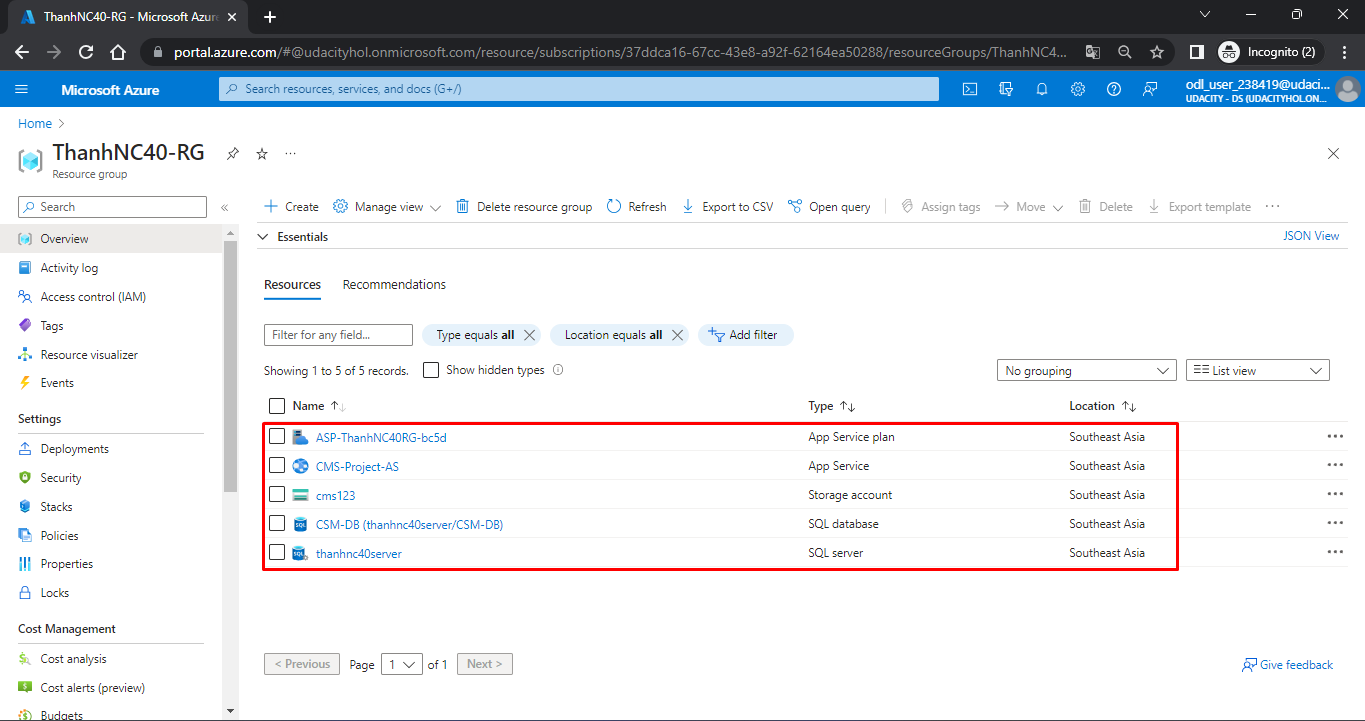 ThanhNC40-RG - Microsoft Azure
portal.azure.com/#@udacityhol.onmicrosoft.com/resource/subscriptions/37ddca16-67cc-43e8-a92f-62164ea50288/resourceGroups/ThanhNC4...
Incognito (2)
Microsoft Azure
Search resources, services, and docs (G+/)
odl_user_238419@udaci...
UDACITY - DS (UDACITYHOL.ON...
Home
ThanhNC40-RG
...
Resource group
Search
«
Create
Manage view
Delete resource group
Refresh
Export to CSV
Open query
Assign tags
Move
Delete
Export template
...
Overview
Activity log
Access control (IAM)
Tags
Resource visualizer
Events
Settings
Deployments
Security
Stacks
Policies
Properties
Locks
Cost Management
Cost analysis
Cost alerts (preview)
Budgets
Essentials
JSON View
Resources
Recommendations
Filter for any field...
Type equals all
Location equals all
Add filter
Showing 1 to 5 of 5 records.
Show hidden types
No grouping
List view
Name
Type
Location
ASP-ThanhNC40RG-bc5d
App Service plan
Southeast Asia
CMS-Project-AS
App Service
Southeast Asia
cms123
Storage account
Southeast Asia
SQL
CSM-DB (thanhnc40server/CSM-DB)
SQL database
Southeast Asia
SQL
thanhnc40server
SQL server
Southeast Asia
< Previous
Page
1
of 1
Next >
Give feedback